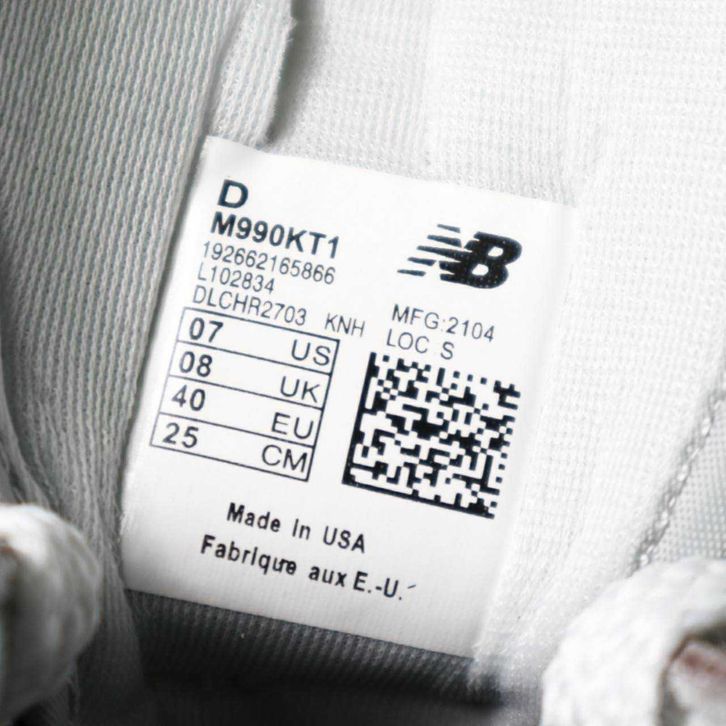 D
M990KT1
192662165866
L102834
DLCHR2703 KNH
NB
MFG:2104
LOC S
07 US
08 UK
40 EU
25 CM
Made In USA
Fabrique aux E.-U.